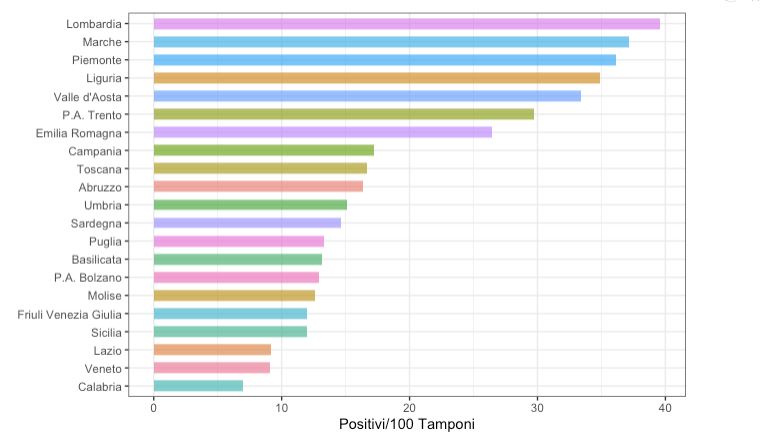 Lombardia
Marche
Piemonte
Liguria
Valle d'Aosta
P.A. Trento
Emilia Romagna
Campania
Toscana
Abruzzo
Umbria
Sardegna
Puglia
Basilicata
P.A. Bolzano
Molise
Friuli Venezia Giulia
Sicilia
Lazio
Veneto
Calabria
0 10 20 30 40
Positivi/100 Tamponi